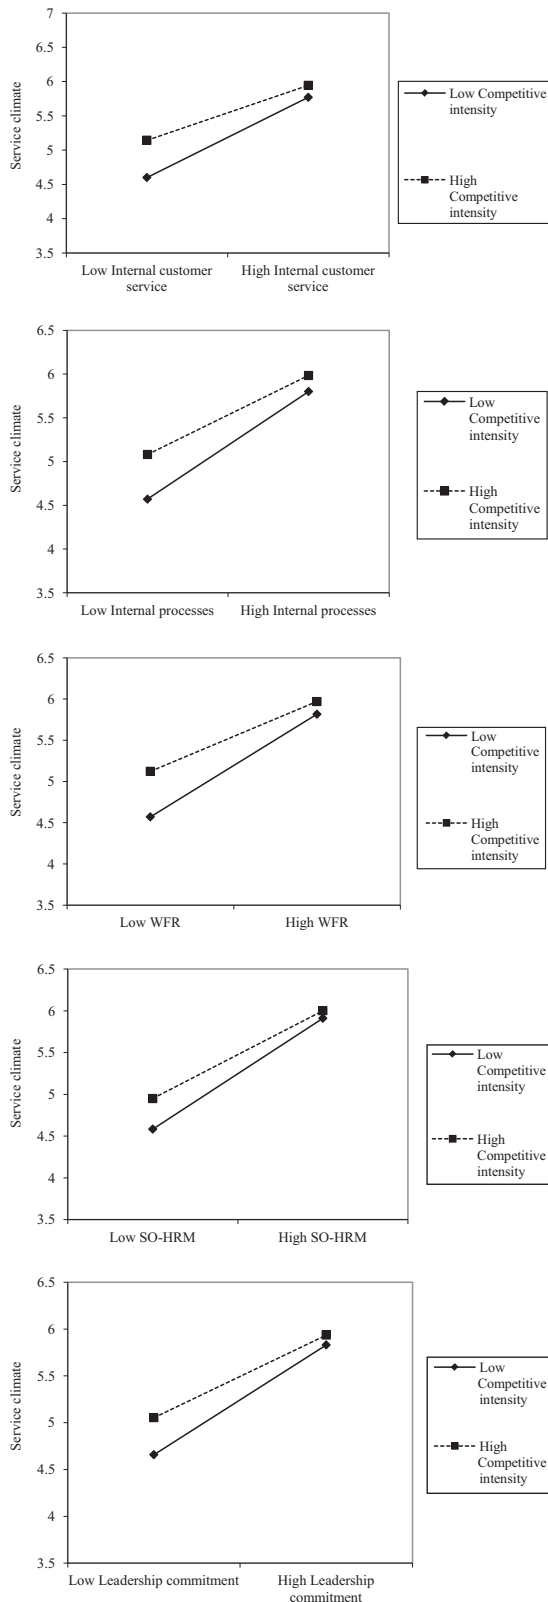 Service climate
7
6.5
6
5.5
5
4.5
4
3.5
Low Internal customer
service
High Internal customer
service
Low Competitive
intensity
High
Competitive
intensity
Service climate
6.5
6
5.5
5
4.5
4
3.5
Low Internal processes
High Internal processes
Low
Competitive
intensity
High
Competitive
intensity
Service climate
6.5
6
5.5
5
4.5
4
3.5
Low WFR
High WFR
Low
Competitive
intensity
High
Competitive
intensity
Service climate
6.5
6
5.5
5
4.5
4
3.5
Low SO-HRM
High SO-HRM
Low
Competitive
intensity
High
Competitive
intensity
Service climate
6.5
6
5.5
5
4.5
4
3.5
Low Leadership commitment
High Leadership
commitment
Low
Competitive
intensity
High
Competitive
intensity